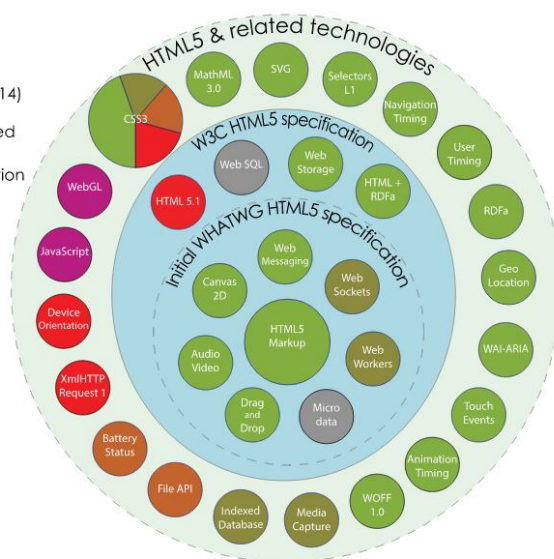 HTML5 & related technologies
14)
ed
tion
CSS3
MathML
3.0
SVG
Selectors
L1
Navigation
Timing
User
Timing
RDFa
Geo
Location
WAI-ARIA
Touch
Events
Animation
Timing
WOFF
1.0
Media
Capture
Indexed
Database
File API
Battery
Status
XmlHTTP
Request 1
Device
Orientation
JavaScript
WebGL
W3C HTML5 specification
HTML 5.1
Web SQL
Web
Storage
HTML +
RDFa
Initial WHATWG HTML5 specification
Web
Messaging
Canvas
2D
Web
Sockets
HTML5
Markup
Audio
Video
Web
Workers
Drag
and
Drop
Micro
data